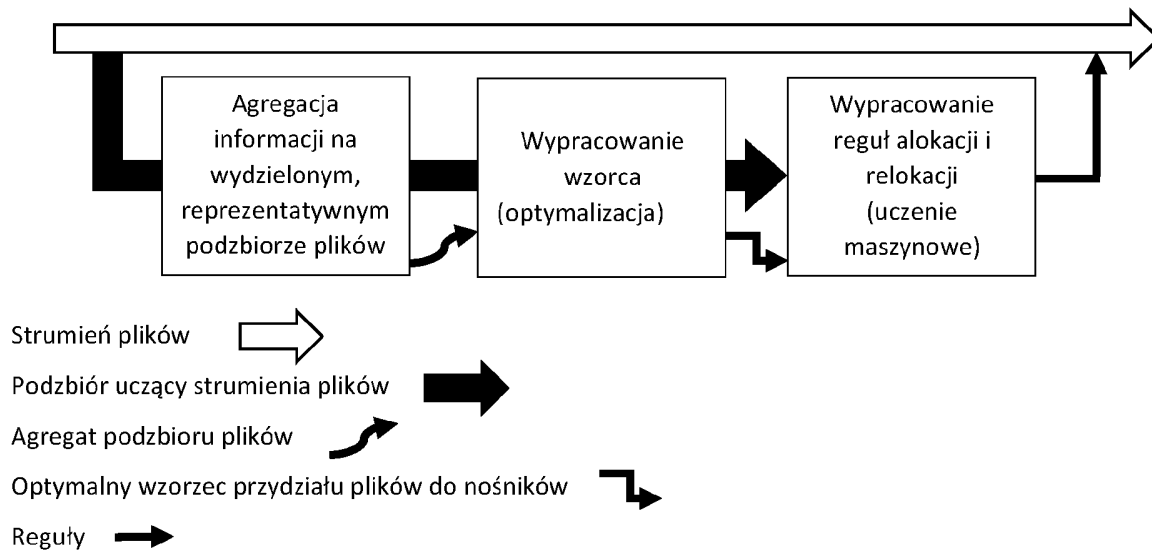 Agregacja
informacji na
wydzielonym,
reprezentatywnym
podzbiorze plików
Wypracowanie
wzorca
(optymalizacja)
Wypracowanie
reguł alokacji i
relokacji
(uczenie
maszynowe)
Strumień plików
Podzbiór uczący strumienia plików
Agregat podzbioru plików
Optymalny wzorzec przydziału plików do nośników
Reguły